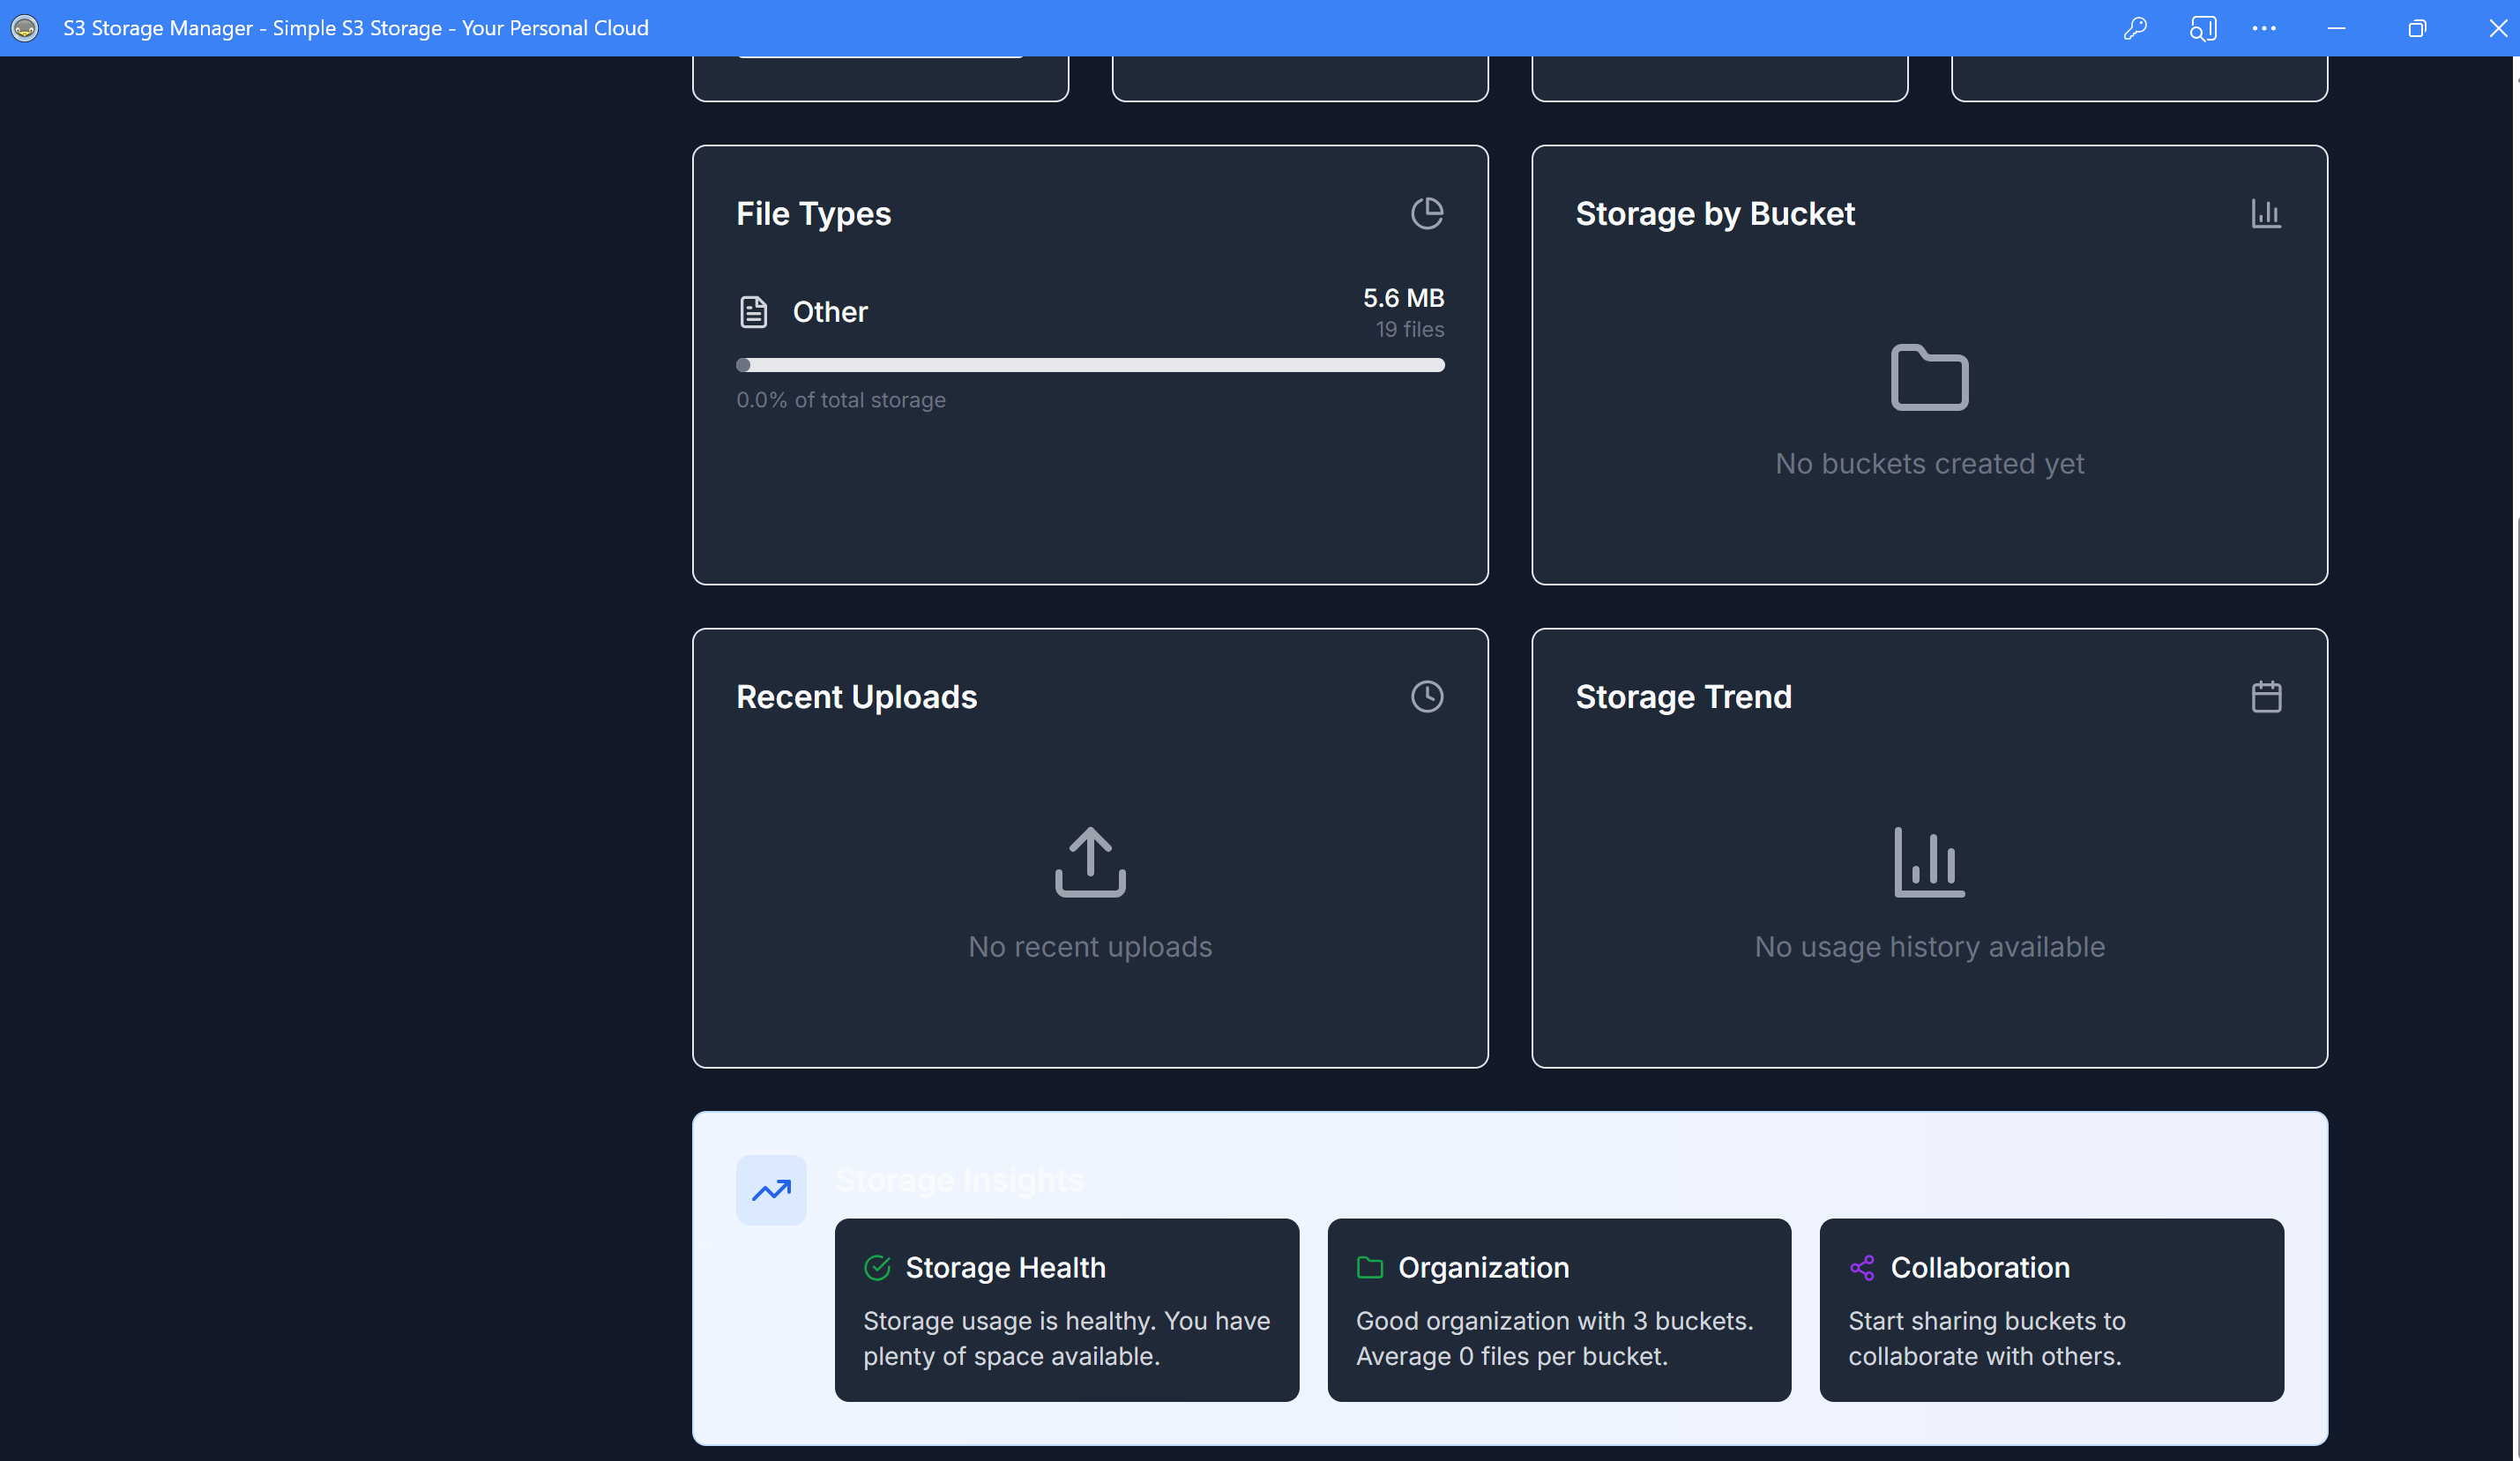 S3 Storage Manager - Simple S3 Storage - Your Personal Cloud
File Types
Other
5.6 MB
19 files
0.0% of total storage
Storage by Bucket
No buckets created yet
Recent Uploads
No recent uploads
Storage Trend
No usage history available
Storage Insights
Storage Health
Storage usage is healthy. You have
plenty of space available.
Organization
Good organization with 3 buckets.
Average 0 files per bucket.
Collaboration
Start sharing buckets to
collaborate with others.